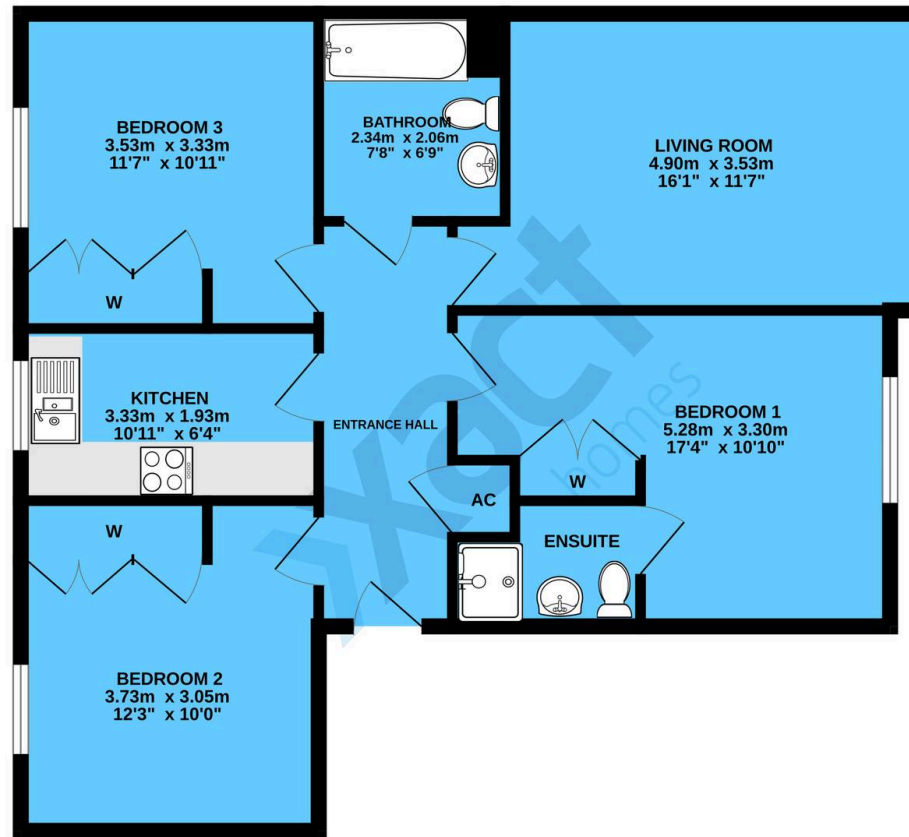 BEDROOM 3
3.53m x 3.33m
11'7" x 10'11"
BATHROOM
2.34m x 2.06m
7'8" x 6'9"
LIVING ROOM
4.90m x 3.53m
16'1" x 11'7"
W
KITCHEN
3.33m x 1.93m
10'11" x 6'4"
ENTRANCE HALL
BEDROOM 1
5.28m x 3.30m
17'4" x 10'10"
W
AC
W
ENSUITE
BEDROOM 2
3.73m x 3.05m
12'3" x 10'0"
xact
homes